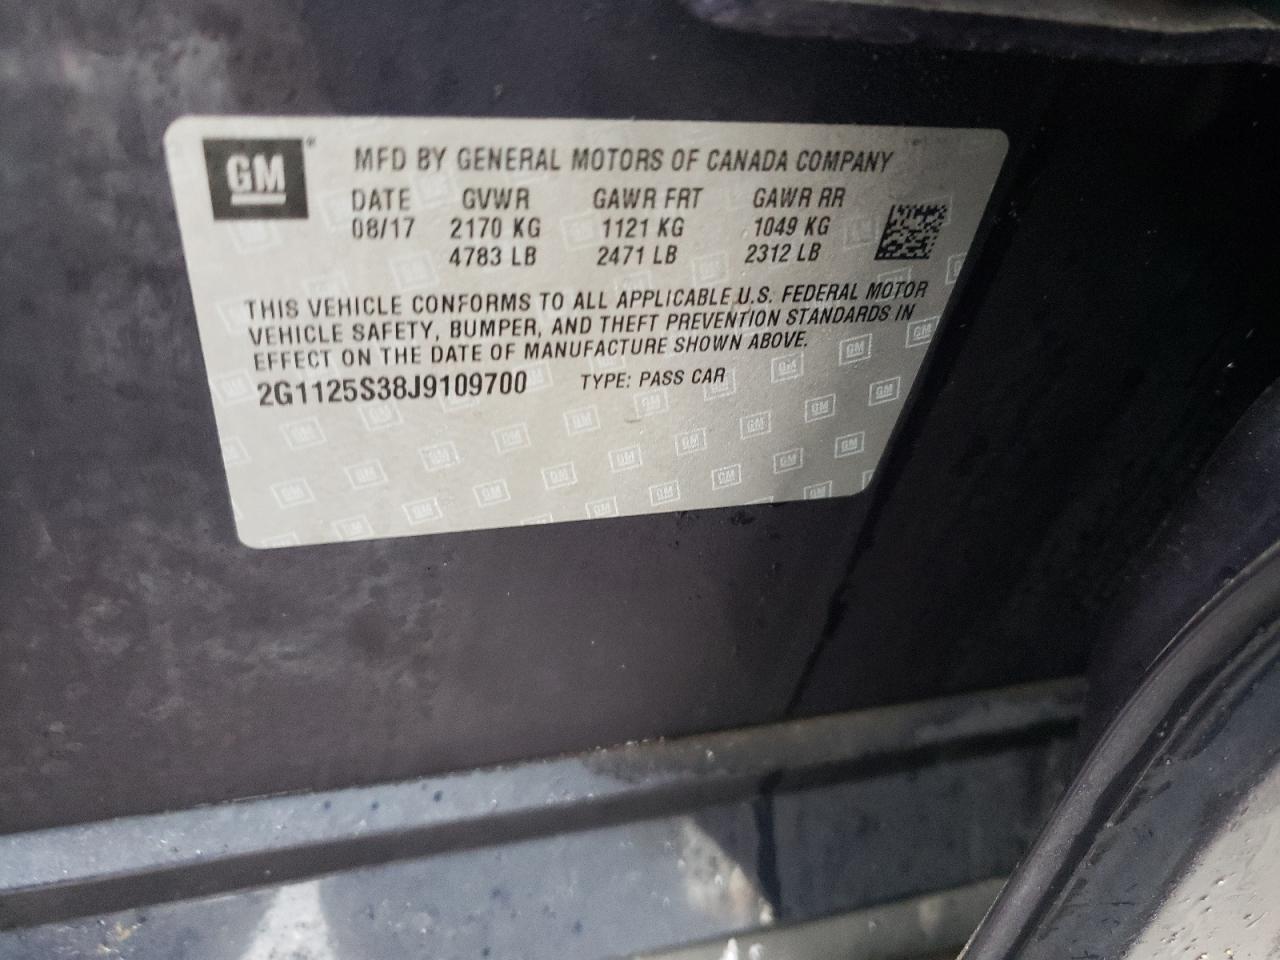 GM
MFD BY GENERAL MOTORS OF CANADA COMPANY
DATE GVWR GAWR FRT GAWR RR
08/17 2170 KG 1121 KG 1049 KG
4783 LB 2471 LB 2312 LB
THIS VEHICLE CONFORMS TO ALL APPLICABLE U.S. FEDERAL MOTOR
VEHICLE SAFETY, BUMPER, AND THEFT PREVENTION STANDARDS IN
EFFECT ON THE DATE OF MANUFACTURE SHOWN ABOVE.
2G1125S38J9109700 TYPE: PASS CAR